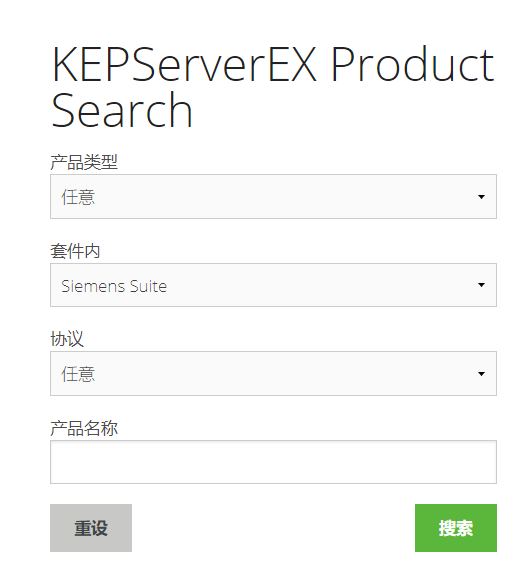 KEPServerEX Product
Search
产品类型
任意
套件内
Siemens Suite
协议
任意
产品名称
重设
搜索